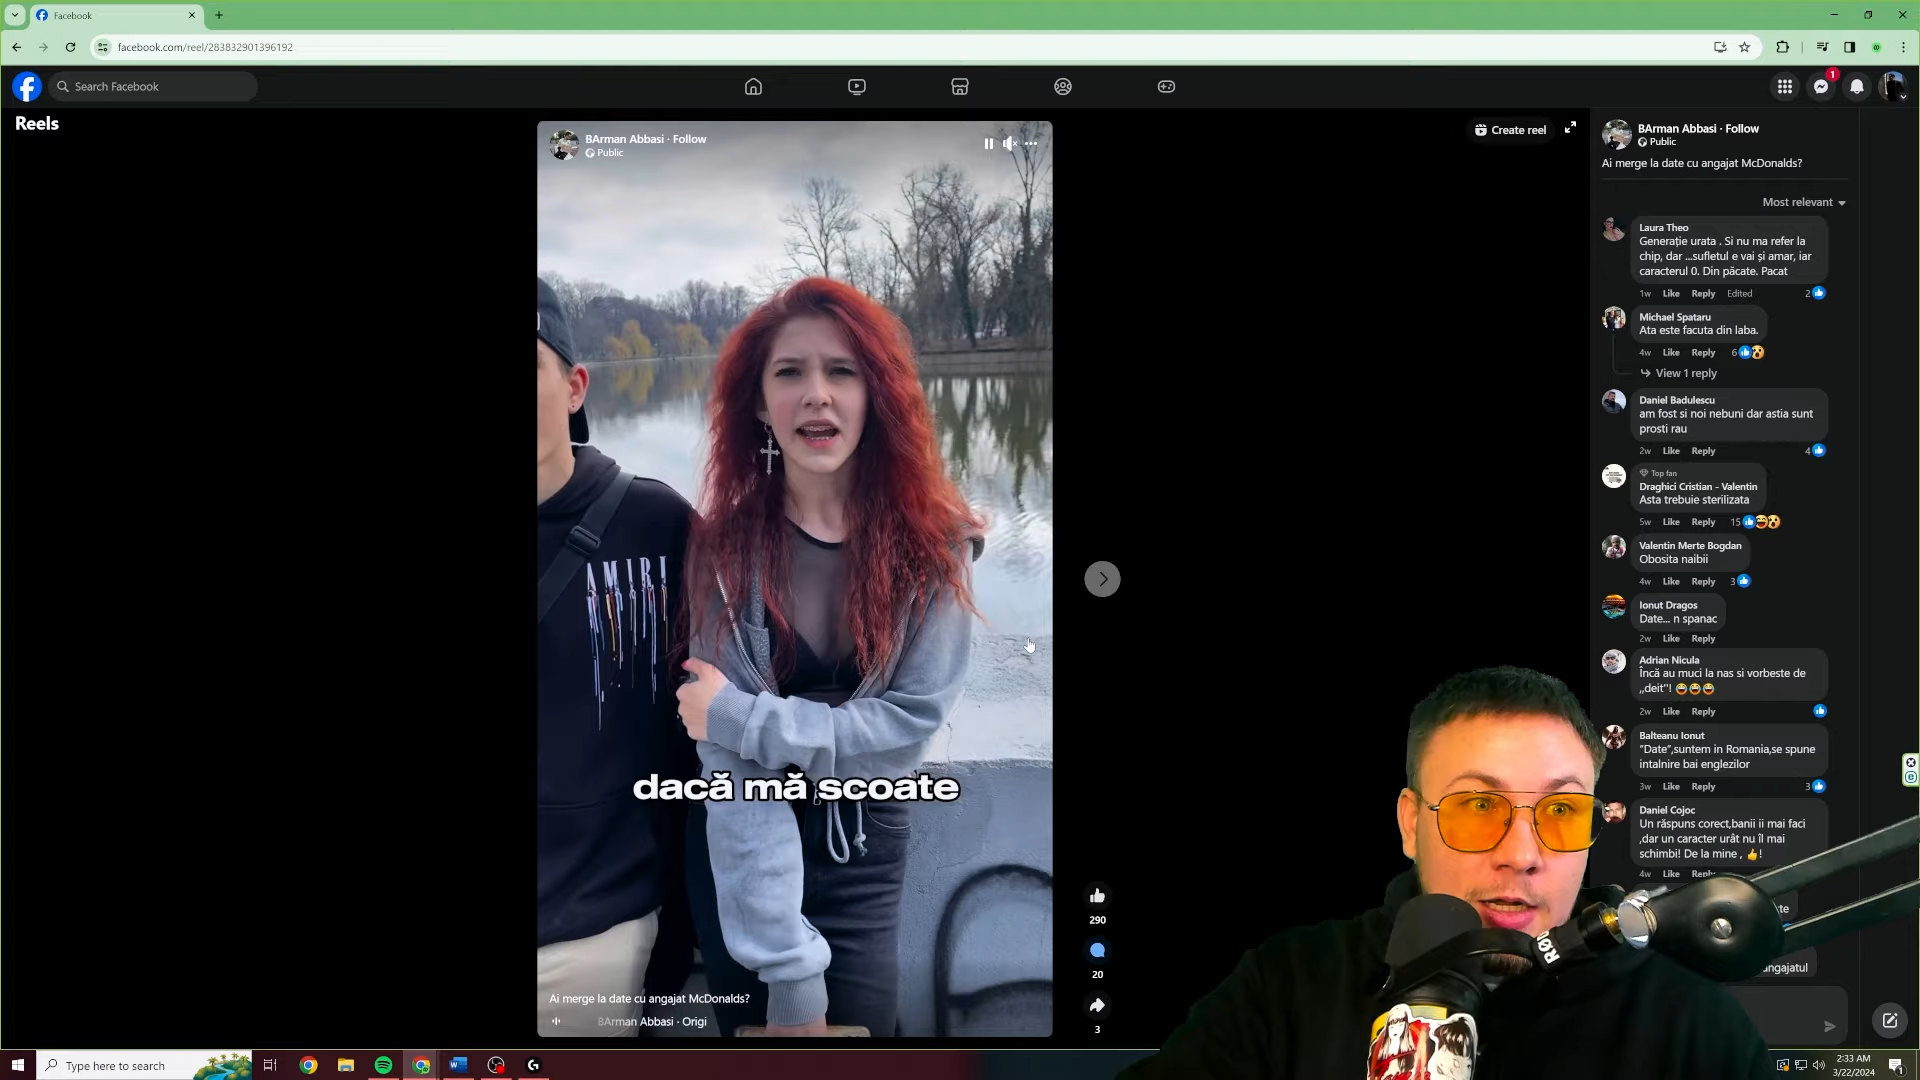 Facebook
facebook.com/reel/283832901396192
Search Facebook
1
Reels
BArman Abbasi · Follow
Public
Create reel
AMIRI
dacă mă scoate
Ai merge la date cu angajat McDonalds?
BArman Abbasi · Origi
290
20
3
BArman Abbasi · Follow
Public
Ai merge la date cu angajat McDonalds?
Most relevant
Laura Theo
Generație urata . Si nu ma refer la
chip, dar ...sufletul e vai și amar, iar
caracterul 0. Din păcate. Pacat
1w Like Reply Edited 2
Michael Spataru
Ata este facuta din laba.
4w Like Reply 6
View 1 reply
Daniel Badulescu
am fost si noi nebuni dar astia sunt
prosti rau
2w Like Reply 4
Top fan
Draghici Cristian - Valentin
Asta trebuie sterilizata
5w Like Reply 15
Valentin Merte Bogdan
Obosita naibii
4w Like Reply 3
Ionut Dragos
Date... n spanac
2w Like Reply
Adrian Nicula
Încă au muci la nas si vorbeste de
„deit"! 😂😂😂
2w Like Reply
Balteanu Ionut
"Date",suntem in Romania,se spune
intalnire bai englezilor
3w Like Reply 3
Daniel Cojoc
Un răspuns corect,banii ii mai faci
,dar un caracter urât nu îl mai
schimbi! De la mine , 👍!
4w Like Reply
angajatul
RØDE
Type here to search
2:33 AM
3/22/2024
1